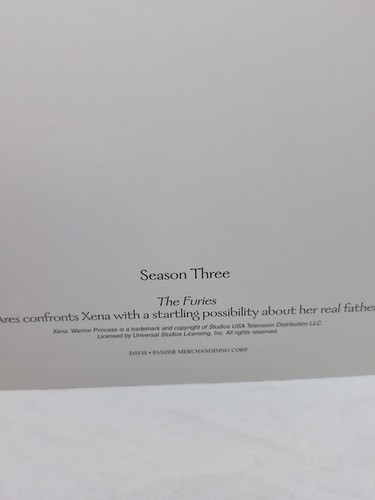 Season Three
The Furies
Ares confronts Xena with a startling possibility about her real father
Xena: Warrior Princess is a trademark and copyright of Studios USA Television Distribution LLC.
Licensed by Universal Studios Licensing, Inc. All rights reserved.
DAVIS • PANZER MERCHANDISING CORP